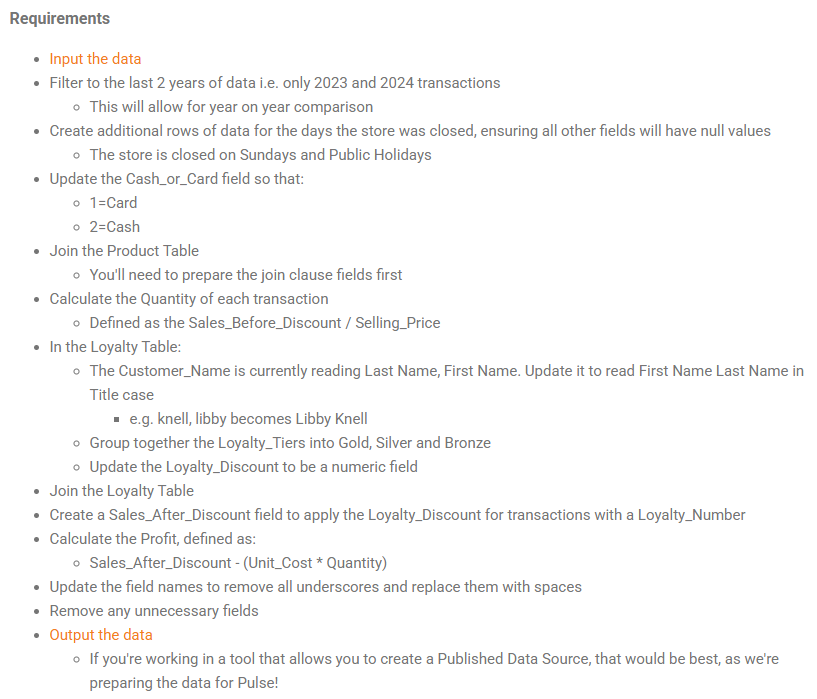 Requirements
Input the data
Filter to the last 2 years of data i.e. only 2023 and 2024 transactions
This will allow for year on year comparison
Create additional rows of data for the days the store was closed, ensuring all other fields will have null values
The store is closed on Sundays and Public Holidays
Update the Cash_or_Card field so that:
1=Card
2=Cash
Join the Product Table
You'll need to prepare the join clause fields first
Calculate the Quantity of each transaction
Defined as the Sales_Before_Discount / Selling_Price
In the Loyalty Table:
The Customer_Name is currently reading Last Name, First Name. Update it to read First Name Last Name in
Title case
e.g. knell, libby becomes Libby Knell
Group together the Loyalty_Tiers into Gold, Silver and Bronze
Update the Loyalty_Discount to be a numeric field
Join the Loyalty Table
Create a Sales_After_Discount field to apply the Loyalty_Discount for transactions with a Loyalty_Number
Calculate the Profit, defined as:
Sales_After_Discount - (Unit_Cost * Quantity)
Update the field names to remove all underscores and replace them with spaces
Remove any unnecessary fields
Output the data
If you're working in a tool that allows you to create a Published Data Source, that would be best, as we're
preparing the data for Pulse!